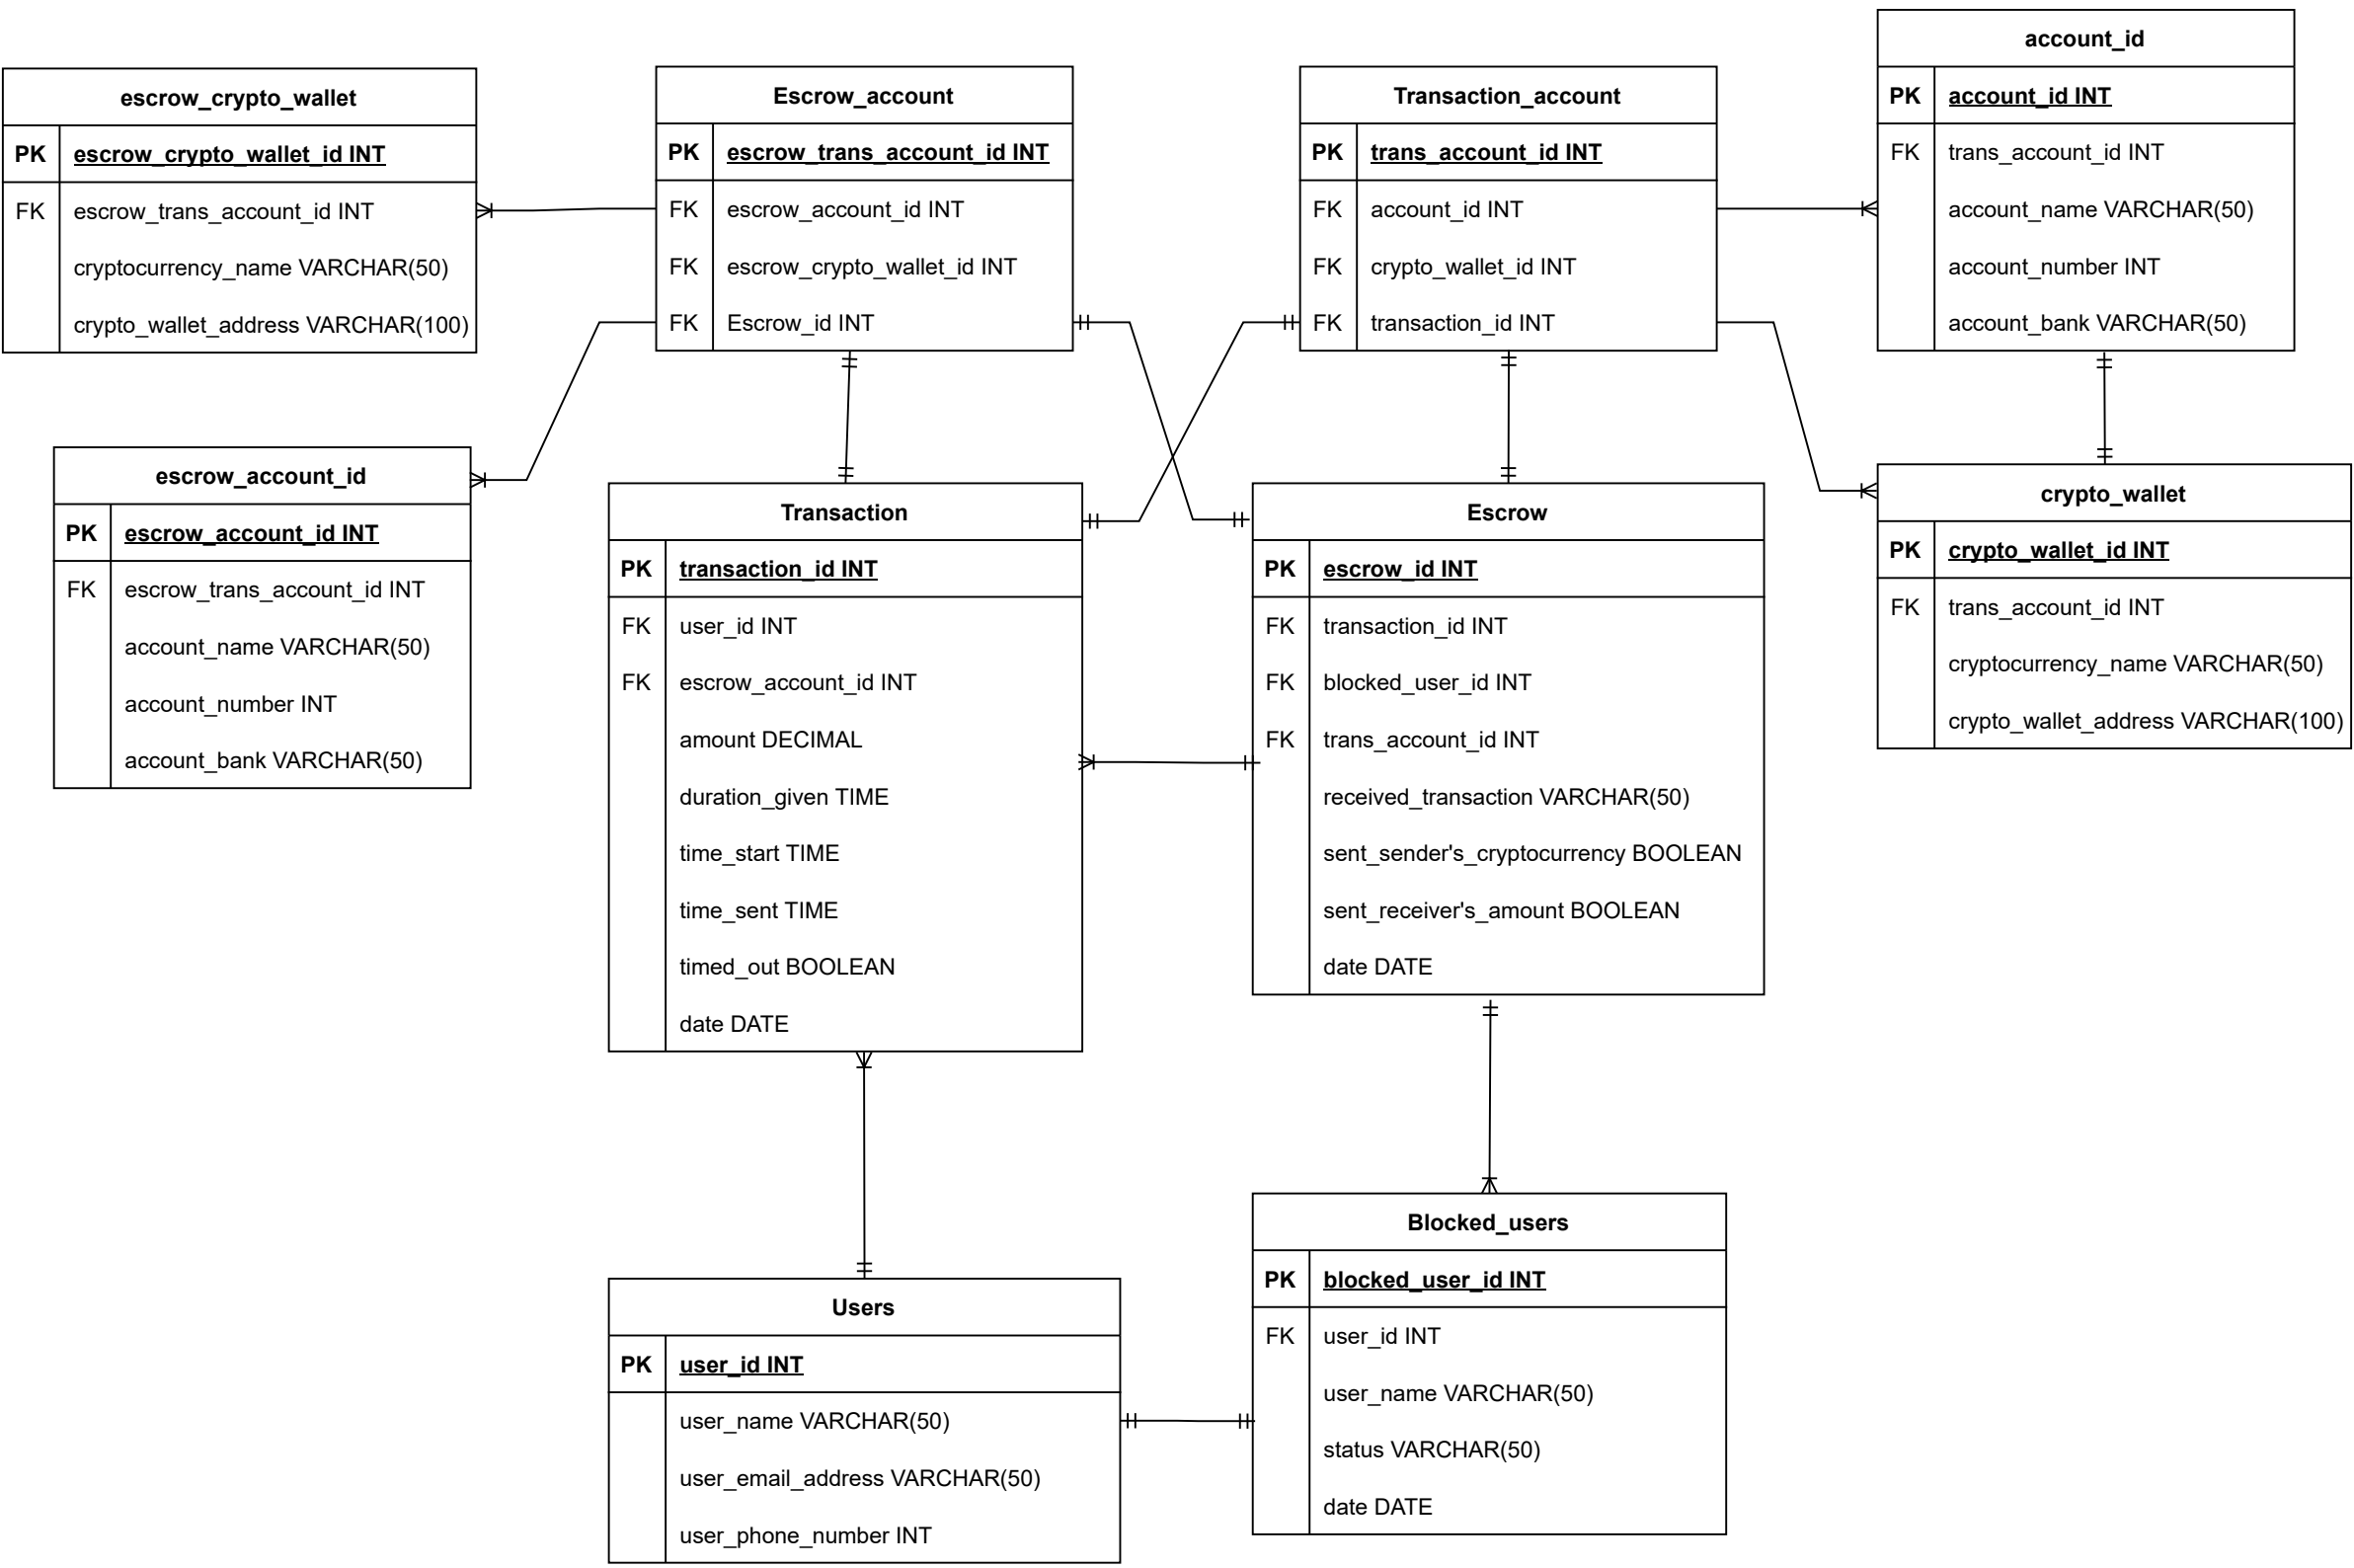 escrow_crypto_wallet
PK escrow_crypto_wallet_id INT
FK escrow_trans_account_id INT
cryptocurrency_name VARCHAR(50)
crypto_wallet_address VARCHAR(100)
Escrow_account
PK escrow_trans_account_id INT
FK escrow_account_id INT
FK escrow_crypto_wallet_id INT
FK Escrow_id INT
Transaction_account
PK trans_account_id INT
FK account_id INT
FK crypto_wallet_id INT
FK transaction_id INT
account_id
PK account_id INT
FK trans_account_id INT
account_name VARCHAR(50)
account_number INT
account_bank VARCHAR(50)
escrow_account_id
PK escrow_account_id INT
FK escrow_trans_account_id INT
account_name VARCHAR(50)
account_number INT
account_bank VARCHAR(50)
Transaction
PK transaction_id INT
FK user_id INT
FK escrow_account_id INT
amount DECIMAL
duration_given TIME
time_start TIME
time_sent TIME
timed_out BOOLEAN
date DATE
Escrow
PK escrow_id INT
FK transaction_id INT
FK blocked_user_id INT
FK trans_account_id INT
received_transaction VARCHAR(50)
sent_sender's_cryptocurrency BOOLEAN
sent_receiver's_amount BOOLEAN
date DATE
crypto_wallet
PK crypto_wallet_id INT
FK trans_account_id INT
cryptocurrency_name VARCHAR(50)
crypto_wallet_address VARCHAR(100)
Users
PK user_id INT
user_name VARCHAR(50)
user_email_address VARCHAR(50)
user_phone_number INT
Blocked_users
PK blocked_user_id INT
FK user_id INT
user_name VARCHAR(50)
status VARCHAR(50)
date DATE